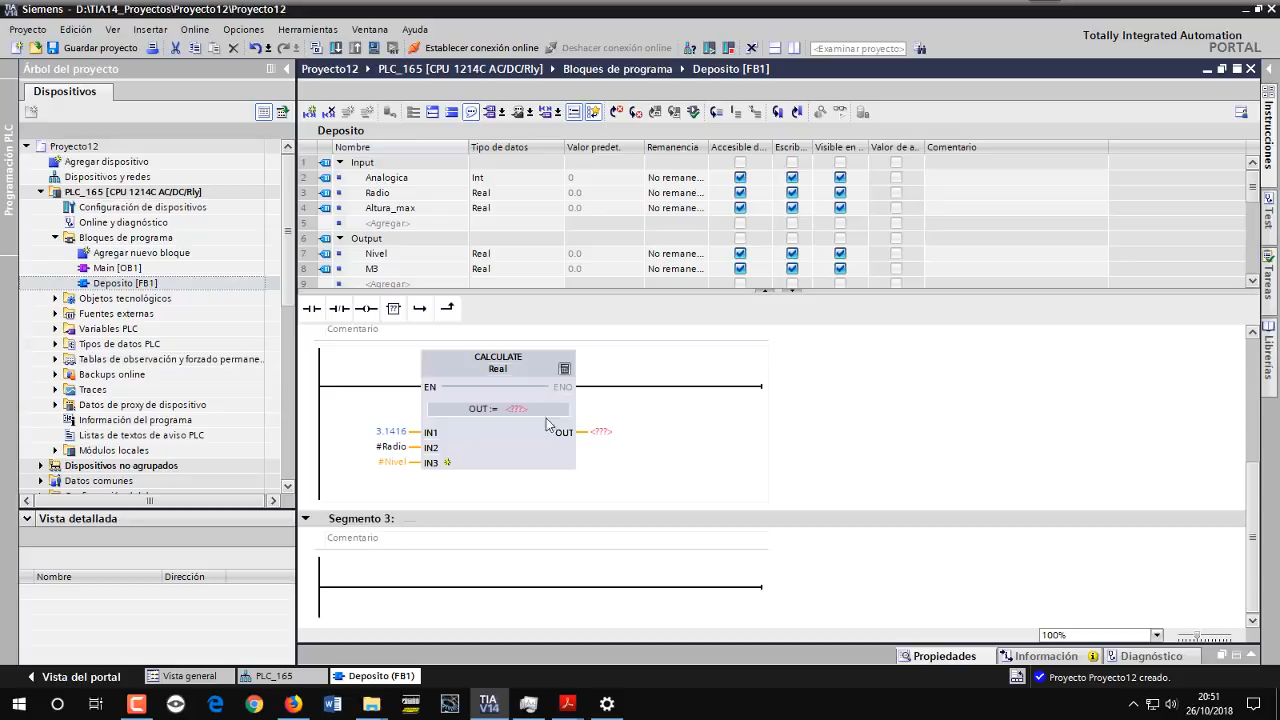 Siemens - D:\TIA14_Proyectos\Proyecto12\Proyecto12
Proyecto Edición Ver Insertar Online Opciones Herramientas Ventana Ayuda
Totally Integrated Automation
PORTAL
Guardar proyecto Establecer conexión online Deshacer conexión online <Examinar proyecto>
Árbol del proyecto
Proyecto12 PLC_165 [CPU 1214C AC/DC/Rly] Bloques de programa Deposito [FB1]
Dispositivos
Programación PLC
Proyecto12
Agregar dispositivo
Dispositivos y redes
PLC_165 [CPU 1214C AC/DC/Rly]
Configuración de dispositivos
Online y diagnóstico
Bloques de programa
Agregar nuevo bloque
Main [OB1]
Deposito [FB1]
Objetos tecnológicos
Fuentes externas
Variables PLC
Tipos de datos PLC
Tablas de observación y forzado permane...
Backups online
Traces
Datos de proxy de dispositivo
Información del programa
Listas de textos de aviso PLC
Módulos locales
Dispositivos no agrupados
Datos comunes
Vista detallada
Nombre Dirección
Deposito
Nombre Tipo de datos Valor predet. Remanencia Accesible d... Escrib... Visible en .. Valor de a.. Comentario
1 Input
2 Analogica Int 0 No remane...
3 Radio Real 0.0 No remane...
4 Altura_max Real 0.0 No remane...
5 <Agregar>
6 Output
7 Nivel Real 0.0 No remane...
8 M3 Real 0.0 No remane...
9 <Agregar>
Comentario
CALCULATE
Real
EN ENO
OUT := <???>
3.1416 IN1 OUT <???>
#Radio IN2
#Nivel IN3
Segmento 3:
Comentario
100%
Instrucciones
Test
Tareas
Librerías
Propiedades Información Diagnóstico
Vista del portal Vista general PLC_165 Deposito (FB1) Proyecto Proyecto12 creado.
TIA
V14
20:51
26/10/2018